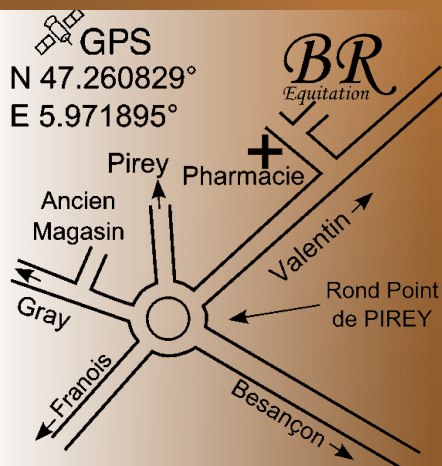 GPS
N 47.260829°
E 5.971895°
BR
Equitation
Pirey
Pharmacie
Ancien
Magasin
Valentin
Gray
Rond Point
de PIREY
Franois
Besançon